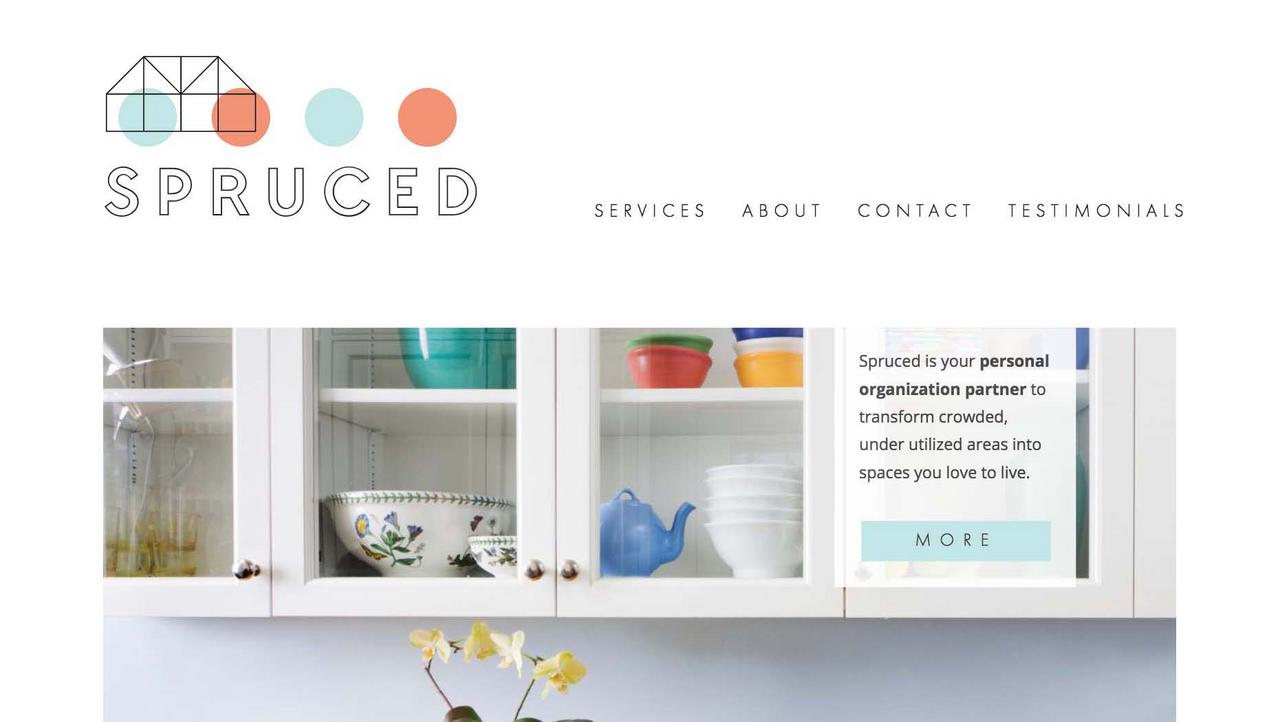 SPRUCED
SERVICES ABOUT CONTACT TESTIMONIALS
Spruced is your personal
organization partner to
transform crowded,
under utilized areas into
spaces you love to live.
MORE